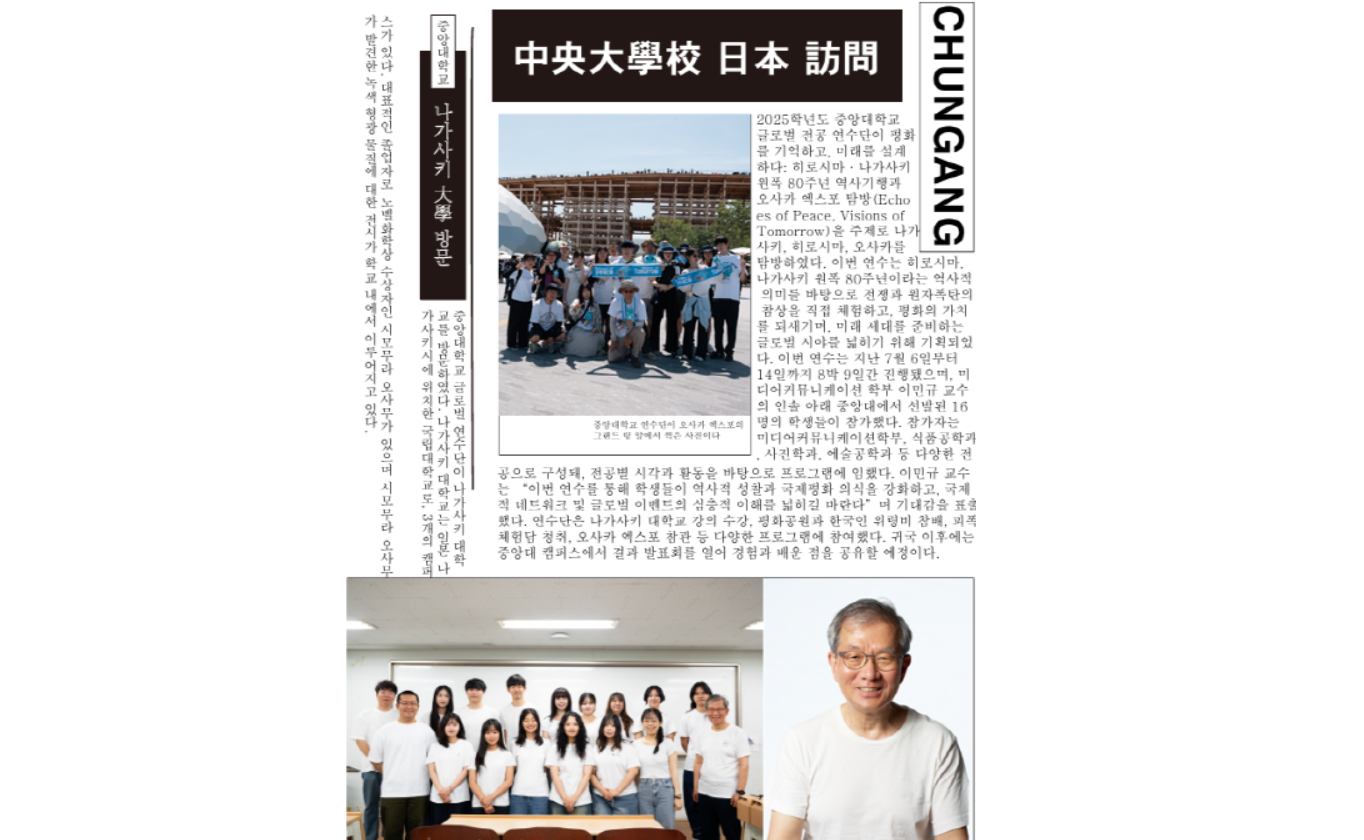 中央大學校 日本 訪問
CHUNGANG
2025학년도 중앙대학교
글로벌 전공 연수단이 평화
를 기억하고, 미래를 설계
하다: 히로시마 · 나가사키
원폭 80주년 역사기행과
오사카 엑스포 탐방(Echo
es of Peace, Visions of
Tomorrow)을 주제로 나가
사키, 히로시마, 오사카를
탐방하였다. 이번 연수는 히로시마,
나가사키 원폭 80주년이라는 역사적
의미를 바탕으로 전쟁과 원자폭탄의
참상을 직접 체험하고, 평화의 가치
를 되새기며, 미래 세대를 준비하는
글로벌 시야를 넓히기 위해 기획되었
다. 이번 연수는 지난 7월 6일부터
14일까지 8박 9일간 진행됐으며, 미
디어커뮤니케이션 학부 이민규 교수
의 인솔 아래 중앙대에서 선발된 16
명의 학생들이 참가했다. 참가자는
미디어커뮤니케이션학부, 식품공학과
, 사진학과, 예술공학과 등 다양한 전
공으로 구성돼, 전공별 시각과 활동을 바탕으로 프로그램에 임했다. 이민규 교수
는 “이번 연수를 통해 학생들이 역사적 성찰과 국제평화 의식을 강화하고, 국제
적 네트워크 및 글로벌 이벤트의 심층적 이해를 넓히길 바란다” 며 기대감을 표출
했다. 연수단은 나가사키 대학교 강의 수강, 평화공원과 한국인 위령비 참배, 피폭
체험담 청취, 오사카 엑스포 참관 등 다양한 프로그램에 참여했다. 귀국 이후에는
중앙대 캠퍼스에서 결과 발표회를 열어 경험과 배운 점을 공유할 예정이다.
중앙대학교 연수단이 오사카 엑스포의
그랜드 링 앞에서 찍은 사진이다
중앙대학교
나가사키 大學 방문
중앙대학교 글로벌 연수단이 나가사키 대학
교를 방문하였다. 나가사키 대학교는 일본 나
가사키시에 위치한 국립대학교로, 3개의 캠퍼
스가 있다. 대표적인 졸업자로 노벨화학상 수상자인 시모무라 오사무가 있으며 시모무라 오사무
가 발견한 녹색 형광 물질에 대한 전시가 학교 내에서 이루어지고 있다.